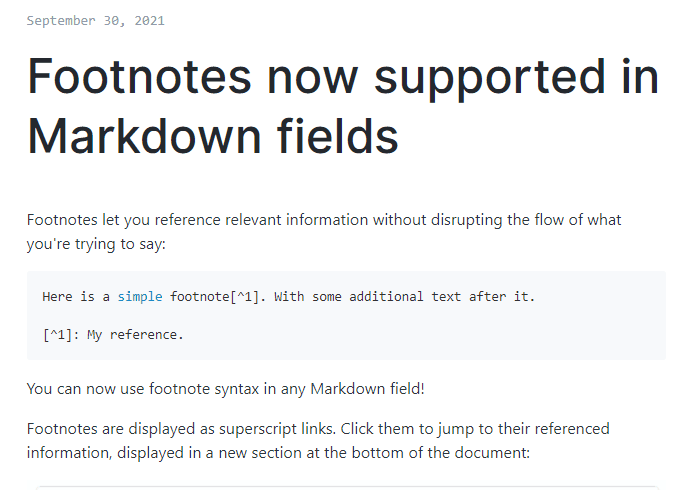 September 30, 2021
Footnotes now supported in
Markdown fields
Footnotes let you reference relevant information without disrupting the flow of what
you're trying to say:
Here is a simple footnote[^1]. With some additional text after it.
[^1]: My reference.
You can now use footnote syntax in any Markdown field!
Footnotes are displayed as superscript links. Click them to jump to their referenced
information, displayed in a new section at the bottom of the document: